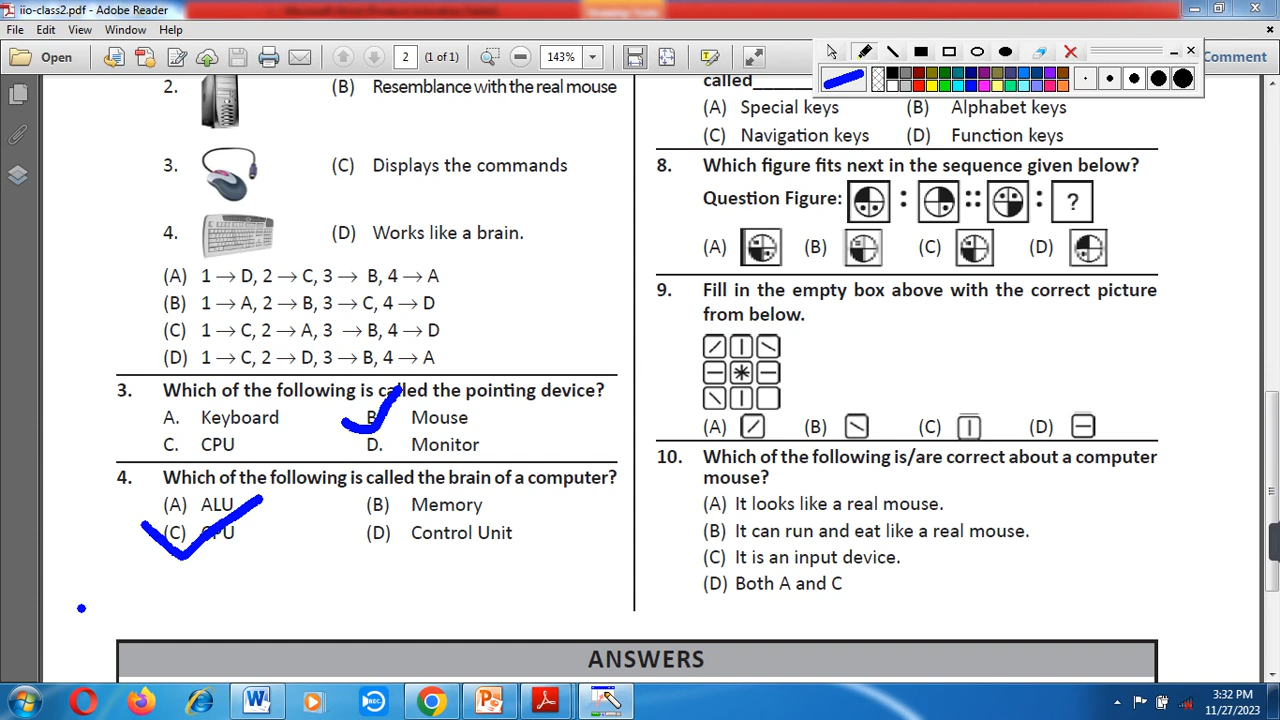 iio-class2.pdf - Adobe Reader
File Edit View Window Help
Open 2 (1 of 1) 143% Comment
2. (B) Resemblance with the real mouse
3. (C) Displays the commands
4. (D) Works like a brain.
(A) 1 → D, 2 → C, 3 → B, 4 → A
(B) 1 → A, 2 → B, 3 → C, 4 → D
(C) 1 → C, 2 → A, 3 → B, 4 → D
(D) 1 → C, 2 → D, 3 → B, 4 → A
3. Which of the following is called the pointing device?
A. Keyboard B. Mouse
C. CPU D. Monitor
4. Which of the following is called the brain of a computer?
(A) ALU (B) Memory
(C) CPU (D) Control Unit
called______
(A) Special keys (B) Alphabet keys
(C) Navigation keys (D) Function keys
8. Which figure fits next in the sequence given below?
Question Figure: : :: : ?
(A) (B) (C) (D)
9. Fill in the empty box above with the correct picture
from below.
(A) (B) (C) (D)
10. Which of the following is/are correct about a computer
mouse?
(A) It looks like a real mouse.
(B) It can run and eat like a real mouse.
(C) It is an input device.
(D) Both A and C
ANSWERS
3:32 PM
11/27/2023